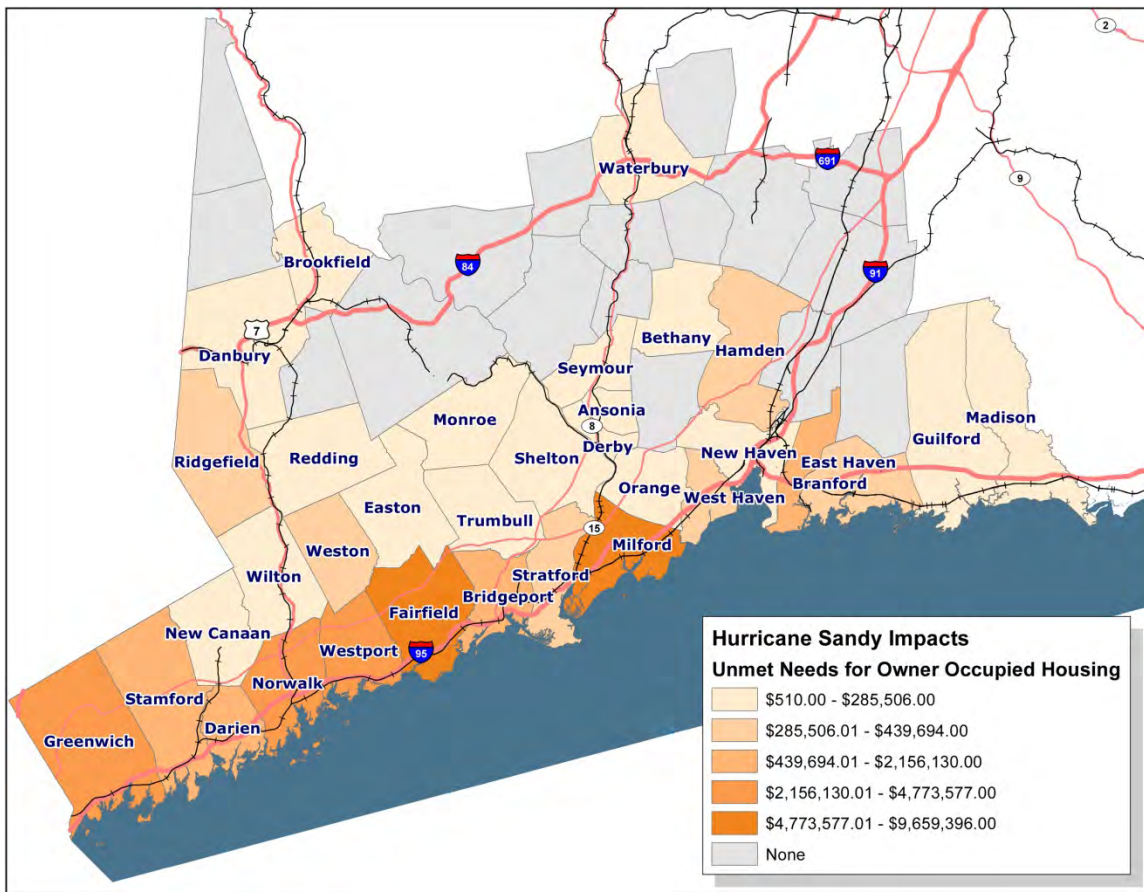 2
691
Waterbury
9
Brookfield
84
91
7
Danbury
Bethany
Hamden
Seymour
Monroe
Ansonia
8
Derby
Madison
Guilford
Ridgefield
Redding
Shelton
New Haven
East Haven
Branford
Orange
West Haven
Easton
Trumbull
15
Milford
Weston
Stratford
Wilton
Bridgeport
Fairfield
New Canaan
Westport
95
Norwalk
Stamford
Darien
Greenwich
Hurricane Sandy Impacts
Unmet Needs for Owner Occupied Housing
$510.00 - $285,506.00
$285,506.01 - $439,694.00
$439,694.01 - $2,156,130.00
$2,156,130.01 - $4,773,577.00
$4,773,577.01 - $9,659,396.00
None